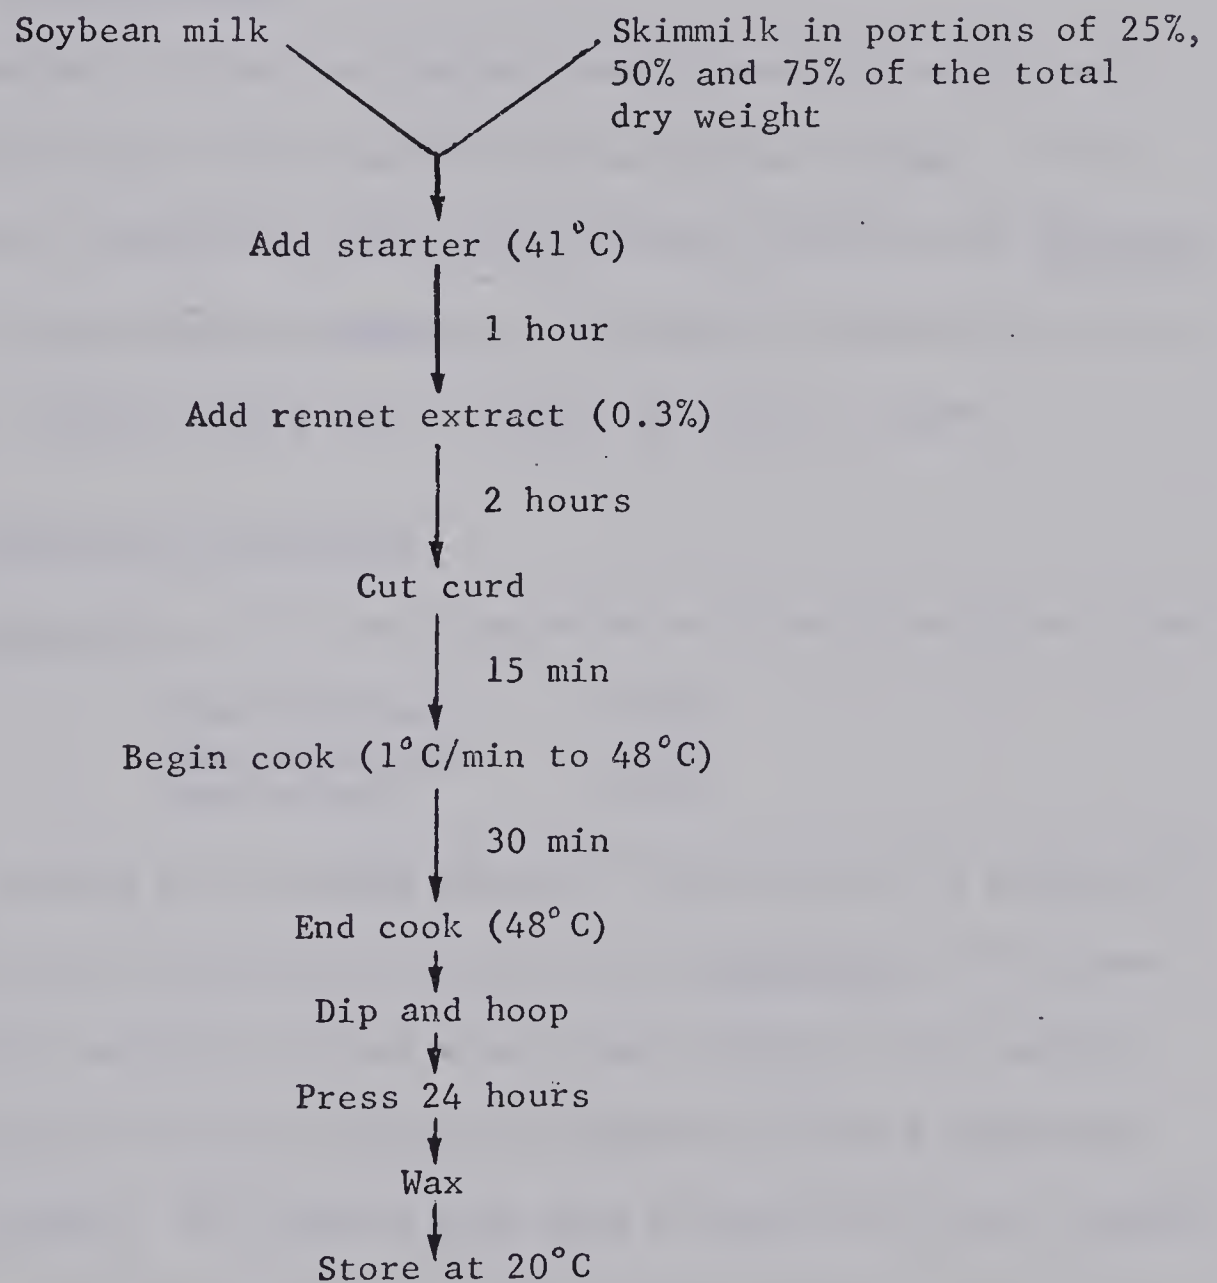 Soybean milk
Skimmilk in portions of 25%,
50% and 75% of the total
dry weight
Add starter (41°C)
1 hour
Add rennet extract (0.3%)
2 hours
Cut curd
15 min
Begin cook (1°C/min to 48°C)
30 min
End cook (48°C)
Dip and hoop
Press 24 hours
Wax
Store at 20°C